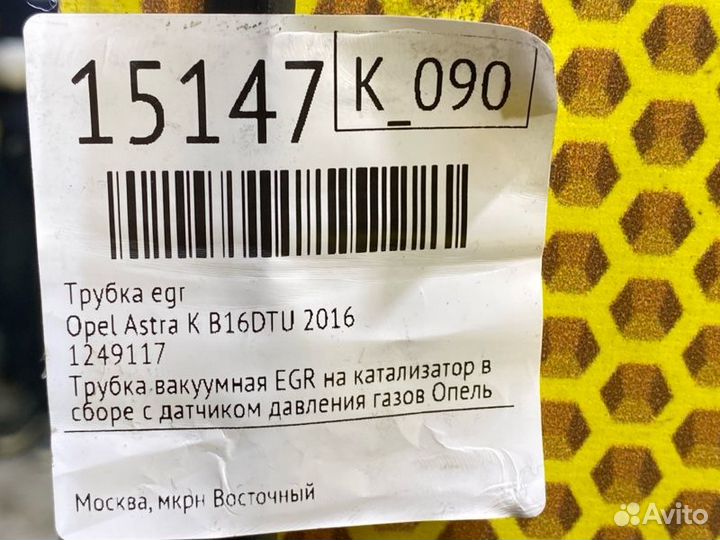 15147 K_090
Трубка egr
Opel Astra K B16DTU 2016
1249117
Трубка вакуумная EGR на катализатор в
сборе с датчиком давления газов Опель
Москва, мкрн Восточный
Avito